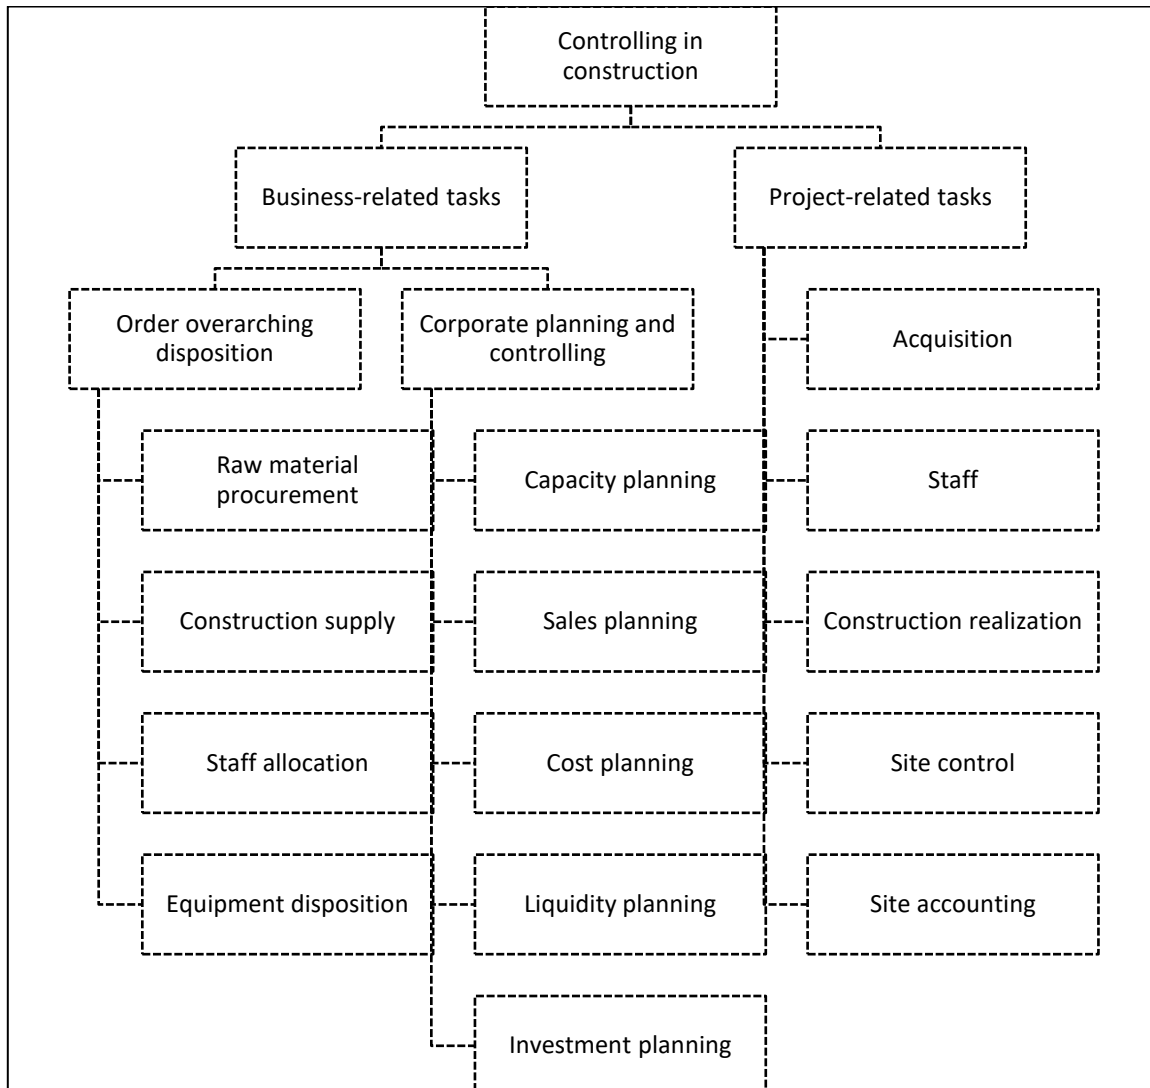 Controlling in
construction
Business-related tasks
Project-related tasks
Order overarching
disposition
Corporate planning and
controlling
Acquisition
Raw material
procurement
Capacity planning
Staff
Construction supply
Sales planning
Construction realization
Staff allocation
Cost planning
Site control
Equipment disposition
Liquidity planning
Site accounting
Investment planning